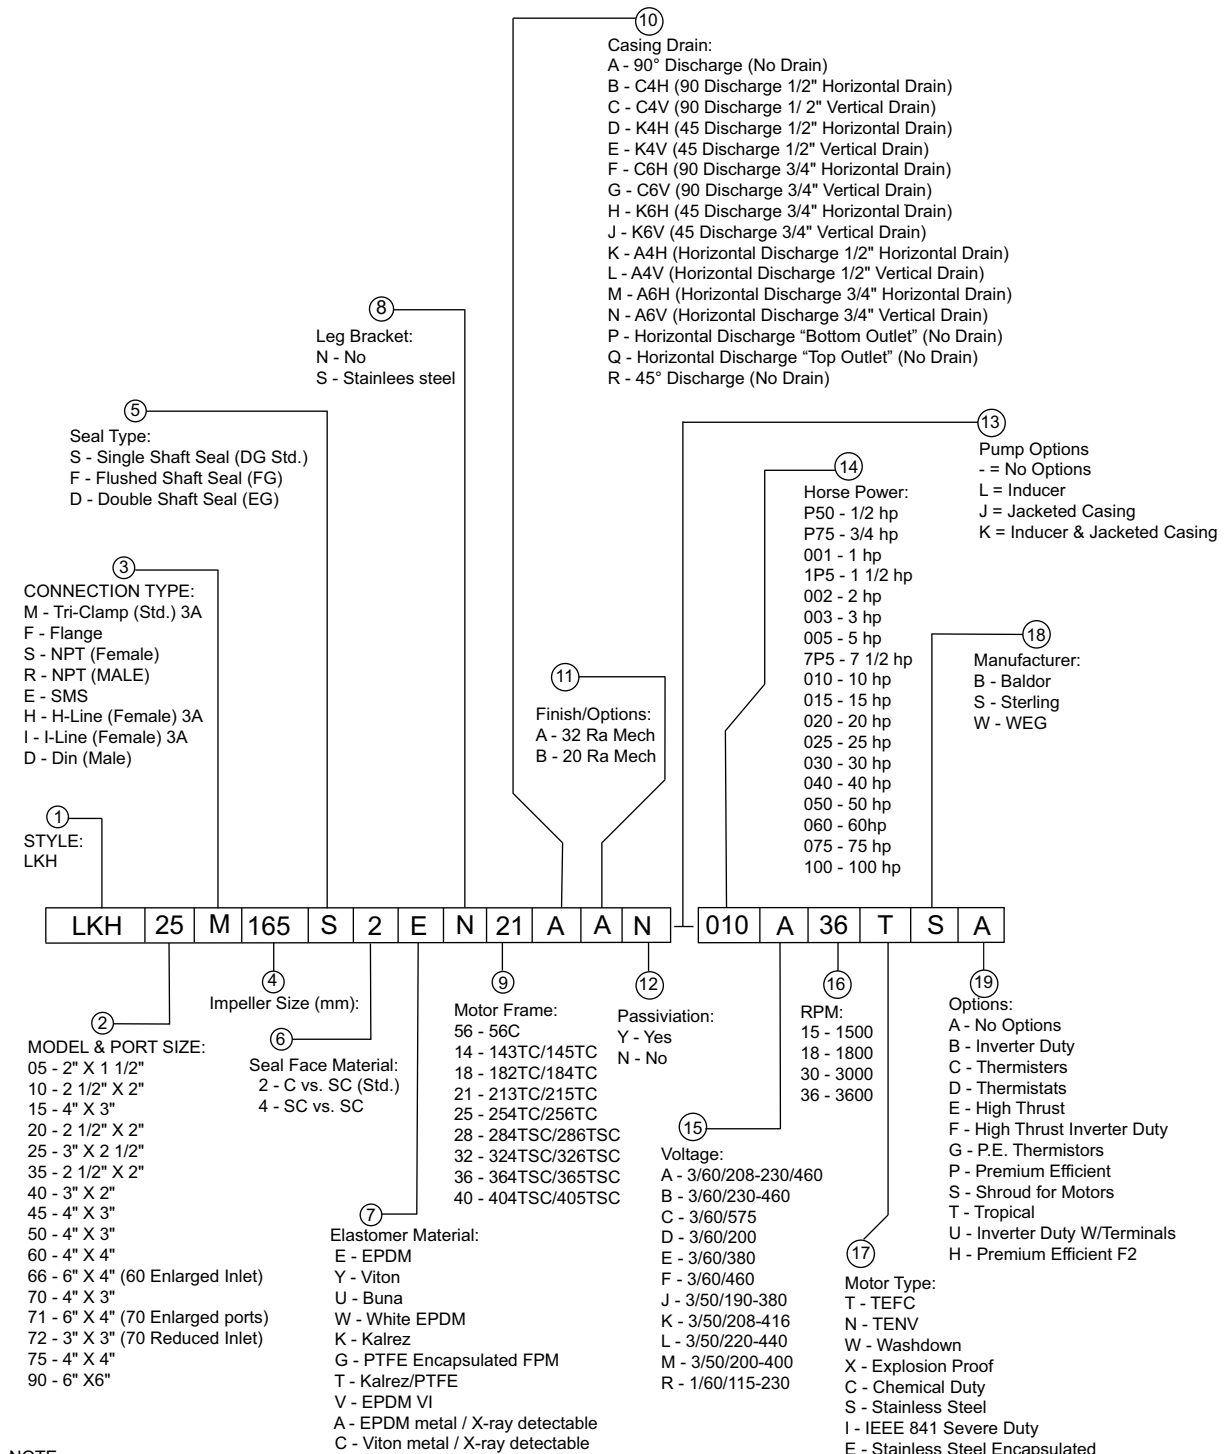 10
Casing Drain:
A - 90° Discharge (No Drain)
B - C4H (90 Discharge 1/2" Horizontal Drain)
C - C4V (90 Discharge 1/ 2" Vertical Drain)
D - K4H (45 Discharge 1/2" Horizontal Drain)
E - K4V (45 Discharge 1/2" Vertical Drain)
F - C6H (90 Discharge 3/4" Horizontal Drain)
G - C6V (90 Discharge 3/4" Vertical Drain)
H - K6H (45 Discharge 3/4" Horizontal Drain)
J - K6V (45 Discharge 3/4" Vertical Drain)
K - A4H (Horizontal Discharge 1/2" Horizontal Drain)
L - A4V (Horizontal Discharge 1/2" Vertical Drain)
M - A6H (Horizontal Discharge 3/4" Horizontal Drain)
N - A6V (Horizontal Discharge 3/4" Vertical Drain)
P - Horizontal Discharge “Bottom Outlet” (No Drain)
Q - Horizontal Discharge “Top Outlet” (No Drain)
R - 45° Discharge (No Drain)
8
Leg Bracket:
N - No
S - Stainlees steel
5
Seal Type:
S - Single Shaft Seal (DG Std.)
F - Flushed Shaft Seal (FG)
D - Double Shaft Seal (EG)
13
Pump Options
- = No Options
L = Inducer
J = Jacketed Casing
K = Inducer & Jacketed Casing
14
Horse Power:
P50 - 1/2 hp
P75 - 3/4 hp
001 - 1 hp
1P5 - 1 1/2 hp
002 - 2 hp
003 - 3 hp
005 - 5 hp
7P5 - 7 1/2 hp
010 - 10 hp
015 - 15 hp
020 - 20 hp
025 - 25 hp
030 - 30 hp
040 - 40 hp
050 - 50 hp
060 - 60hp
075 - 75 hp
100 - 100 hp
3
CONNECTION TYPE:
M - Tri-Clamp (Std.) 3A
F - Flange
S - NPT (Female)
R - NPT (MALE)
E - SMS
H - H-Line (Female) 3A
I - I-Line (Female) 3A
D - Din (Male)
11
Finish/Options:
A - 32 Ra Mech
B - 20 Ra Mech
18
Manufacturer:
B - Baldor
S - Sterling
W - WEG
1
STYLE:
LKH
LKH 25 M 165 S 2 E N 21 A A N - 010 A 36 T S A
2
MODEL & PORT SIZE:
05 - 2" X 1 1/2"
10 - 2 1/2" X 2"
15 - 4" X 3"
20 - 2 1/2" X 2"
25 - 3" X 2 1/2"
35 - 2 1/2" X 2"
40 - 3" X 2"
45 - 4" X 3"
50 - 4" X 3"
60 - 4" X 4"
66 - 6" X 4" (60 Enlarged Inlet)
70 - 4" X 3"
71 - 6" X 4" (70 Enlarged ports)
72 - 3" X 3" (70 Reduced Inlet)
75 - 4" X 4"
90 - 6" X6"
4
Impeller Size (mm):
6
Seal Face Material:
2 - C vs. SC (Std.)
4 - SC vs. SC
7
Elastomer Material:
E - EPDM
Y - Viton
U - Buna
W - White EPDM
K - Kalrez
G - PTFE Encapsulated FPM
T - Kalrez/PTFE
V - EPDM VI
A - EPDM metal / X-ray detectable
C - Viton metal / X-ray detectable
9
Motor Frame:
56 - 56C
14 - 143TC/145TC
18 - 182TC/184TC
21 - 213TC/215TC
25 - 254TC/256TC
28 - 284TSC/286TSC
32 - 324TSC/326TSC
36 - 364TSC/365TSC
40 - 404TSC/405TSC
12
Passiviation:
Y - Yes
N - No
15
Voltage:
A - 3/60/208-230/460
B - 3/60/230-460
C - 3/60/575
D - 3/60/200
E - 3/60/380
F - 3/60/460
J - 3/50/190-380
K - 3/50/208-416
L - 3/50/220-440
M - 3/50/200-400
R - 1/60/115-230
16
RPM:
15 - 1500
18 - 1800
30 - 3000
36 - 3600
17
Motor Type:
T - TEFC
N - TENV
W - Washdown
X - Explosion Proof
C - Chemical Duty
S - Stainless Steel
I - IEEE 841 Severe Duty
E - Stainless Steel Encapsulated
19
Options:
A - No Options
B - Inverter Duty
C - Thermisters
D - Thermistats
E - High Thrust
F - High Thrust Inverter Duty
G - P.E. Thermistors
P - Premium Efficient
S - Shroud for Motors
T - Tropical
U - Inverter Duty W/Terminals
H - Premium Efficient F2